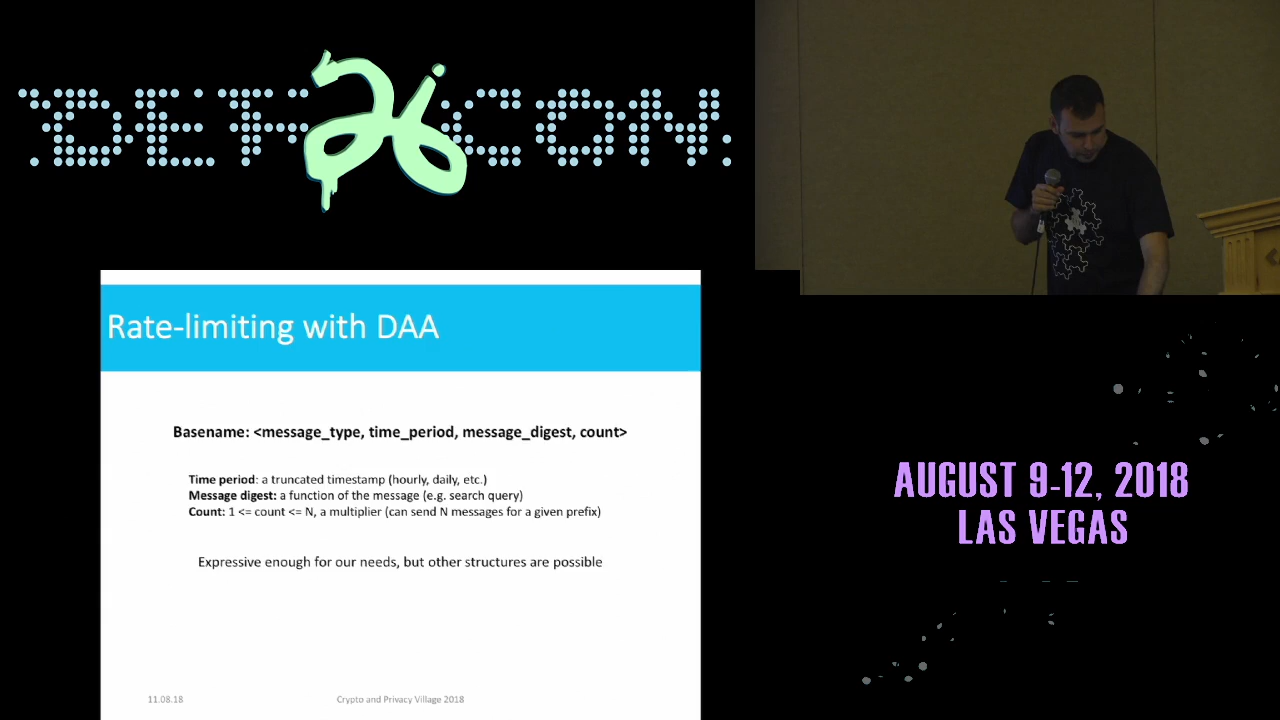 DEF 26 CON
Rate-limiting with DAA
Basename: <message_type, time_period, message_digest, count>
Time period: a truncated timestamp (hourly, daily, etc.)
Message digest: a function of the message (e.g. search query)
Count: 1 <= count <= N, a multiplier (can send N messages for a given prefix)
Expressive enough for our needs, but other structures are possible
11.08.18
Crypto and Privacy Village 2018
AUGUST 9-12, 2018
LAS VEGAS